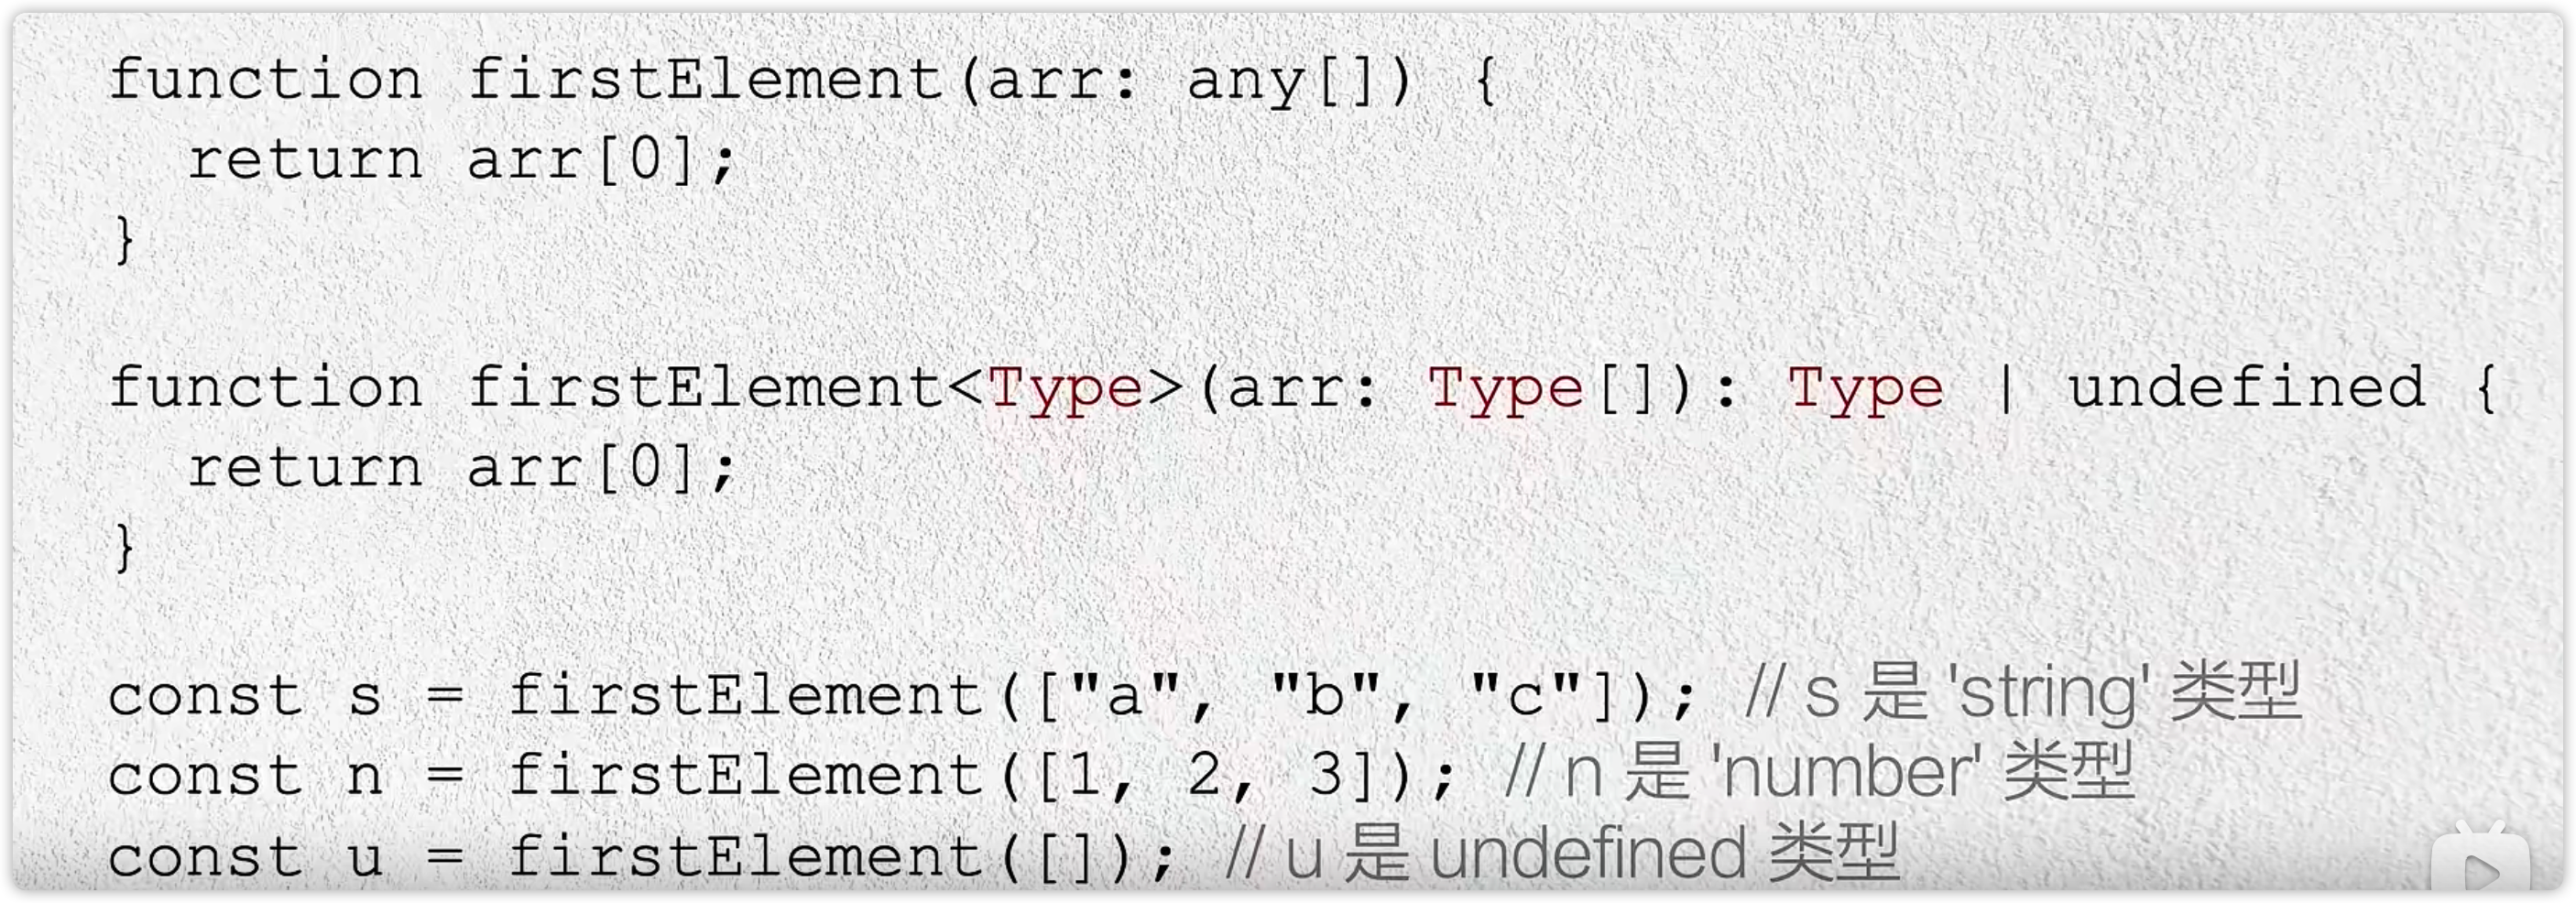 function firstElement(arr: any[]) {
  return arr[0];
}
function firstElement<Type>(arr: Type[]): Type | undefined {
  return arr[0];
}
const s = firstElement(["a", "b", "c"]); // s 是 'string' 类型
const n = firstElement([1, 2, 3]); // n 是 'number' 类型
const u = firstElement([]); // u 是 undefined 类型